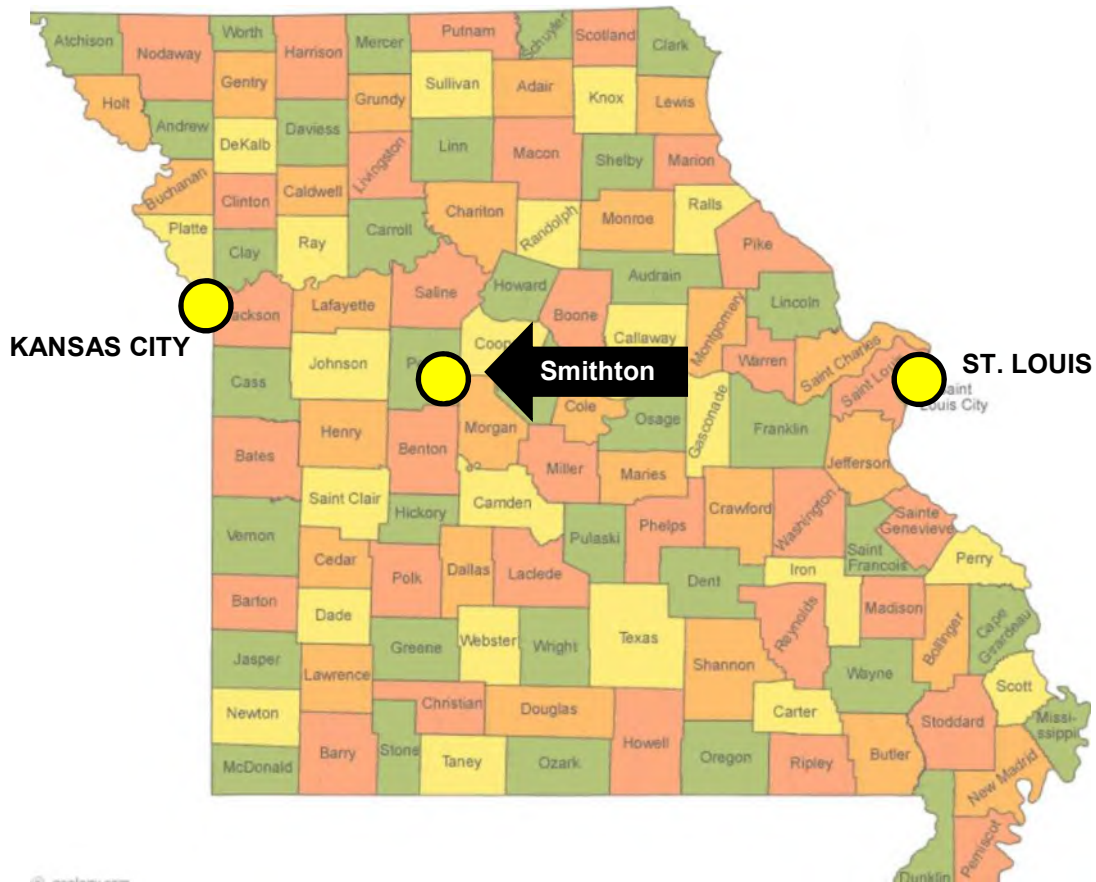 Atchison
Nodaway
Worth
Harrison
Mercer
Putnam
Schuyler
Scotland
Clark
Holt
Gentry
Sullivan
Adair
Knox
Lewis
Andrew
DeKalb
Daviess
Grundy
Linn
Macon
Shelby
Marion
Buchanan
Clinton
Caldwell
Livingston
Chariton
Randolph
Monroe
Ralls
Platte
Clay
Ray
Carroll
Pike
Saline
Howard
Audrain
Lafayette
Boone
Callaway
Montgomery
Lincoln
ackson
KANSAS CITY
Johnson
Coop
Warren
Saint Charles
Saint Louis
ST. LOUIS
Cass
Smithton
Saint
Louis City
Henry
Morgan
Cole
Osage
Gasconade
Franklin
Bates
Benton
Miller
Maries
Jefferson
Saint Clair
Hickory
Camden
Pulaski
Phelps
Crawford
Washington
Sainte
Genevieve
Vernon
Cedar
Polk
Dallas
Laclede
Dent
Iron
Saint
Francois
Perry
Barton
Dade
Reynolds
Madison
Bollinger
Cape
Girardeau
Jasper
Greene
Webster
Wright
Texas
Shannon
Wayne
Lawrence
Scott
Newton
Christian
Douglas
Howell
Carter
Stoddard
Missi-
ssippi
McDonald
Barry
Stone
Taney
Ozark
Oregon
Ripley
Butler
New Madrid
Pemiscot
Dunklin